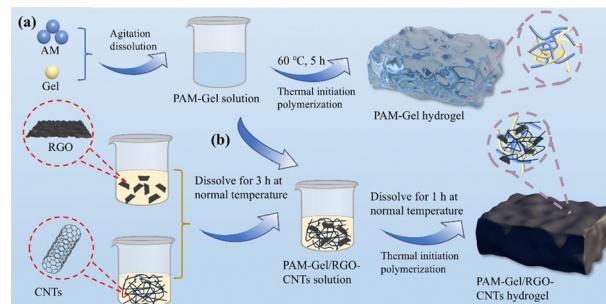 (a)
AM
Gel
Agitation
dissolution
PAM-Gel solution
60 ℃, 5 h
Thermal initiation
polymerization
PAM-Gel hydrogel
(b)
RGO
CNTs
Dissolve for 3 h at
normal temperature
PAM-Gel/RGO-
CNTs solution
Dissolve for 1 h at
normal temperature
Thermal initiation
polymerization
PAM-Gel/RGO-
CNTs hydrogel